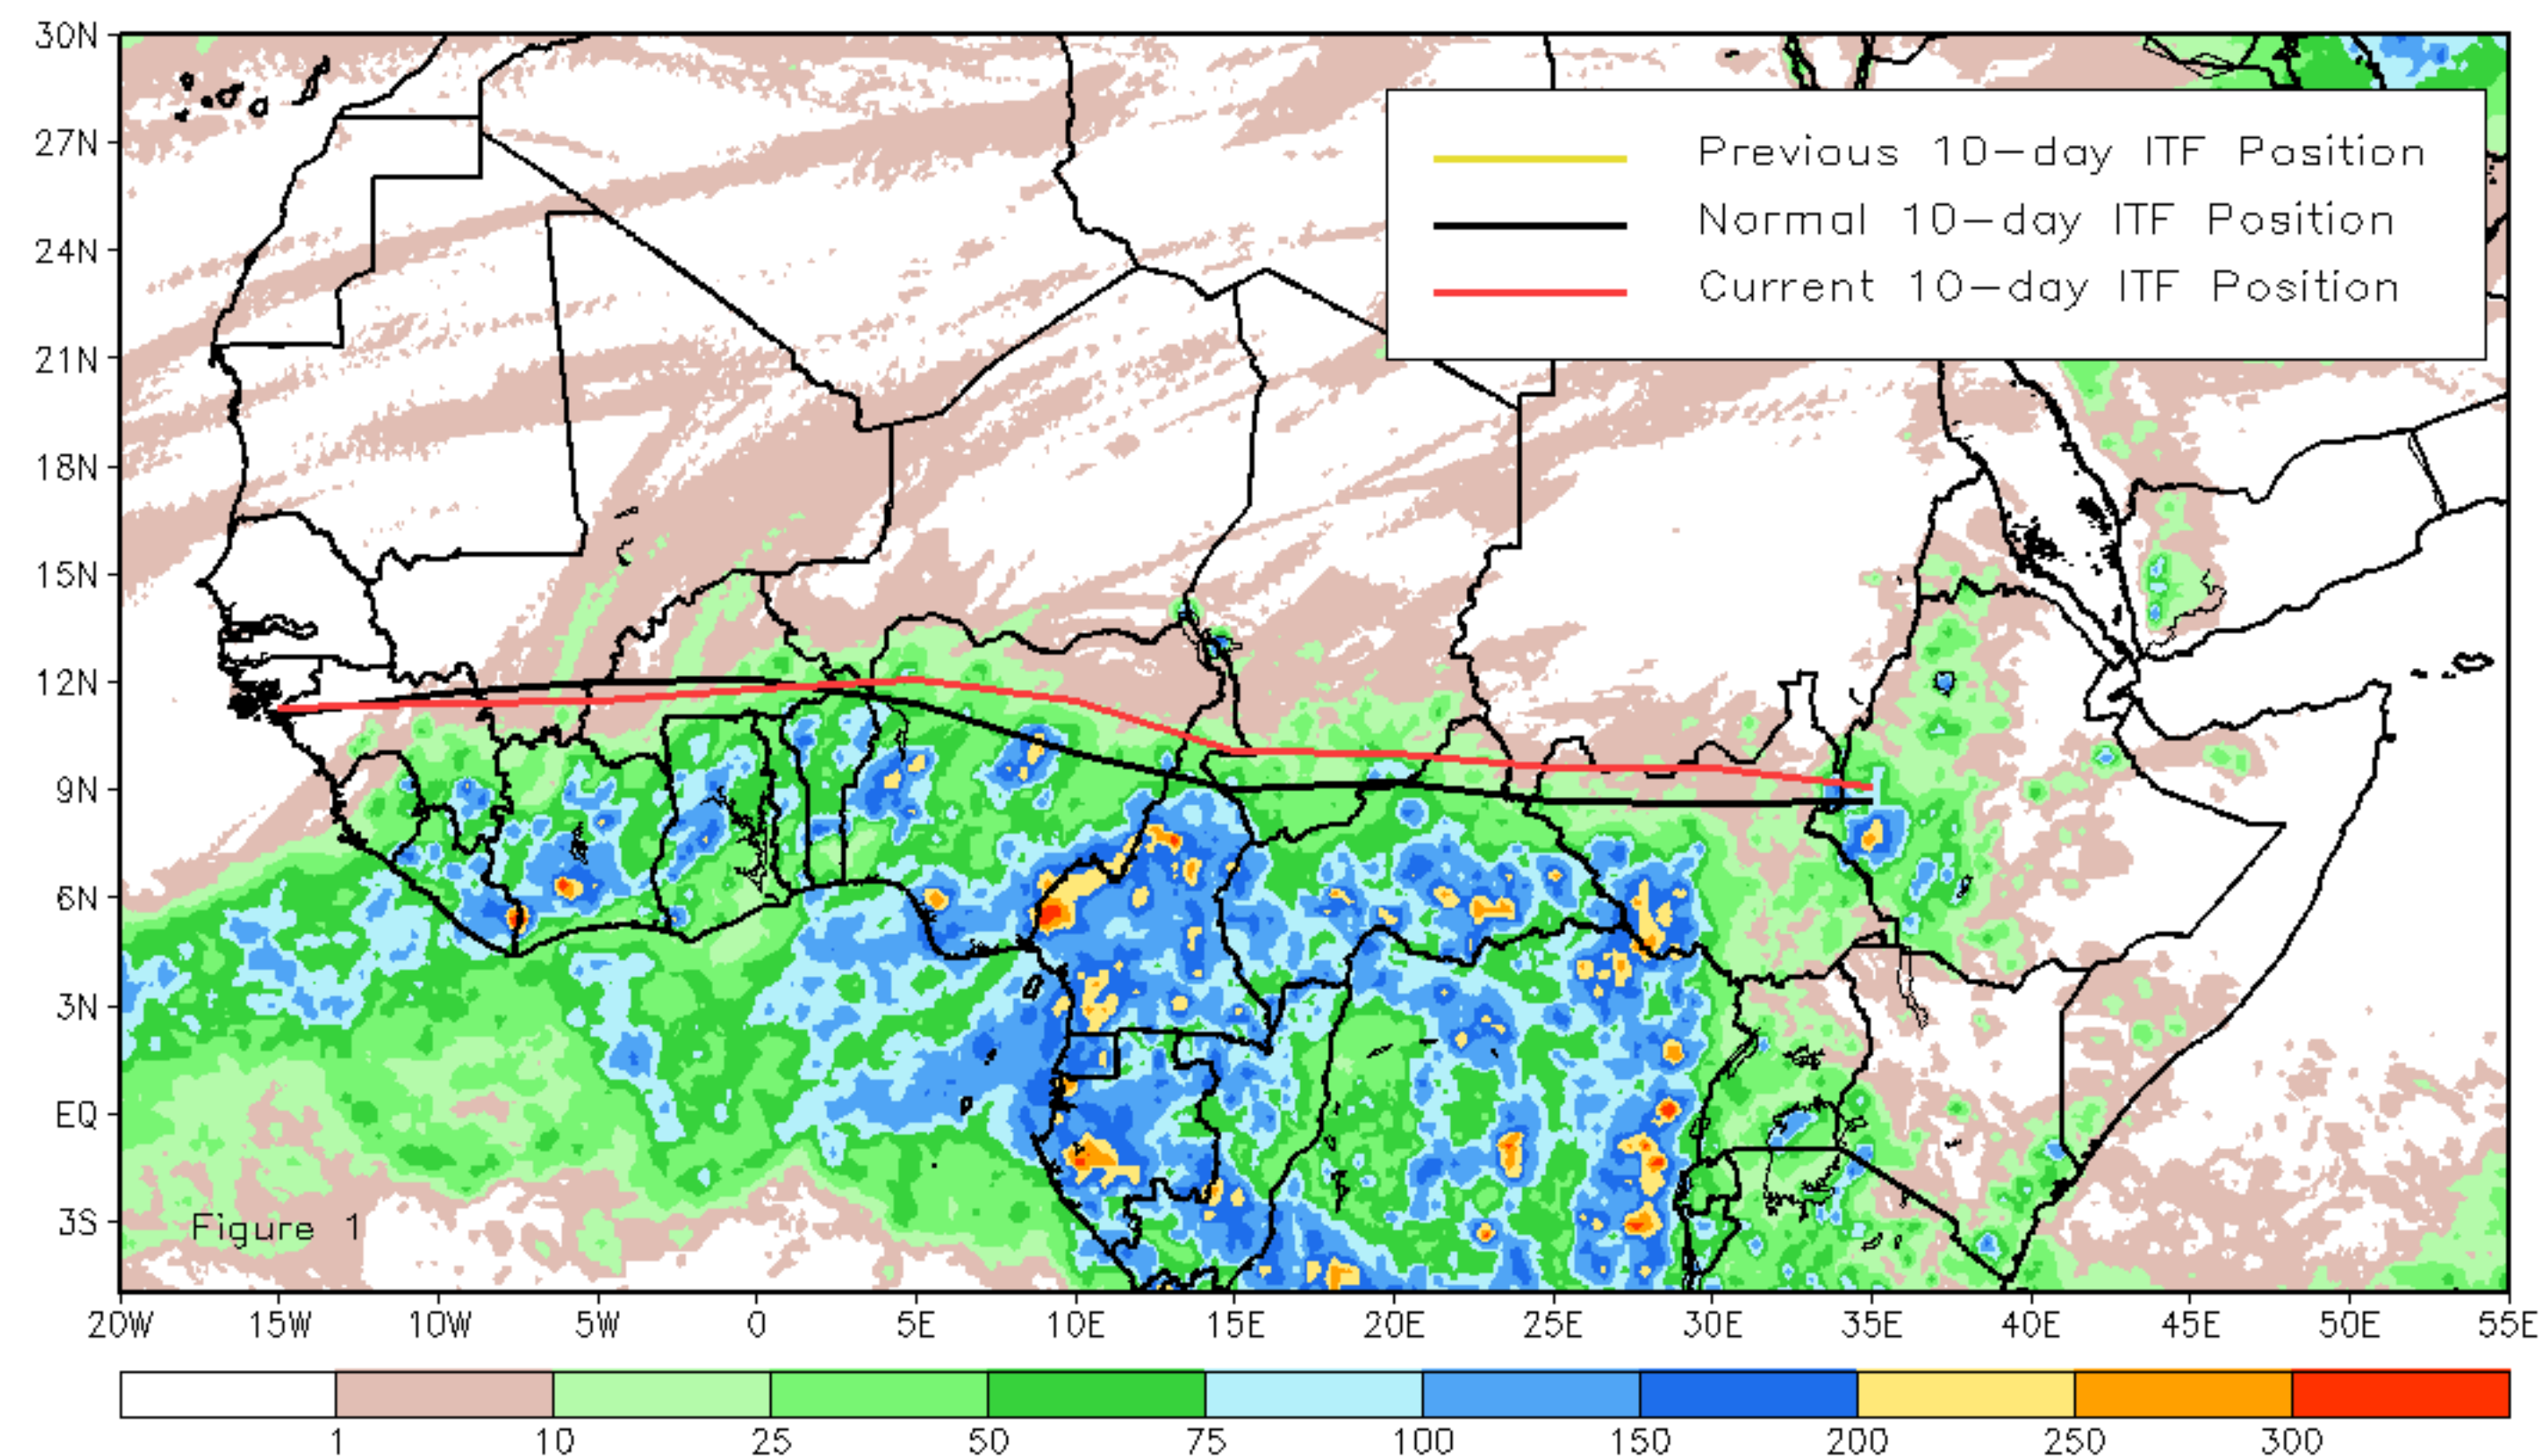 30N
27N
24N
21N
18N
15N
12N
9N
6N
3N
EQ
3S
Previous 10-day ITF Position
Normal 10-day ITF Position
Current 10-day ITF Position
Figure 1
20W 15W 10W 5W 0 5E 10E 15E 20E 25E 30E 35E 40E 45E 50E 55E
1 10 25 50 75 100 150 200 250 300